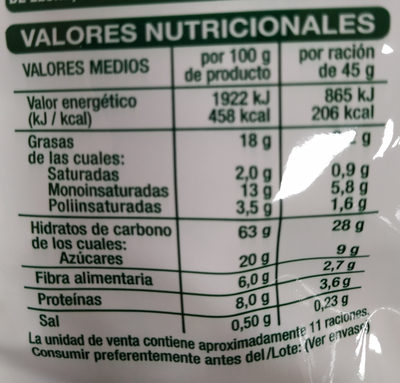 VALORES NUTRICIONALES
VALORES MEDIOS por 100 g de producto por ración de 45 g
Valor energético (kJ / kcal) 1922 kJ 458 kcal 865 kJ 206 kcal
Grasas 18 g g
de las cuales:
Saturadas 2,0 g 0,9 g
Monoinsaturadas 13 g 5,8 g
Poliinsaturadas 3,5 g 1,6 g
Hidratos de carbono 63 g 28 g
de los cuales:
Azúcares 20 g 9 g
Fibra alimentaria 6,0 g 2,7 g
Proteínas 8,0 g 3,6 g
Sal 0,50 g 0,23 g
La unidad de venta contiene aproximadamente 11 raciones.
Consumir preferentemente antes del/Lote: (Ver envase)